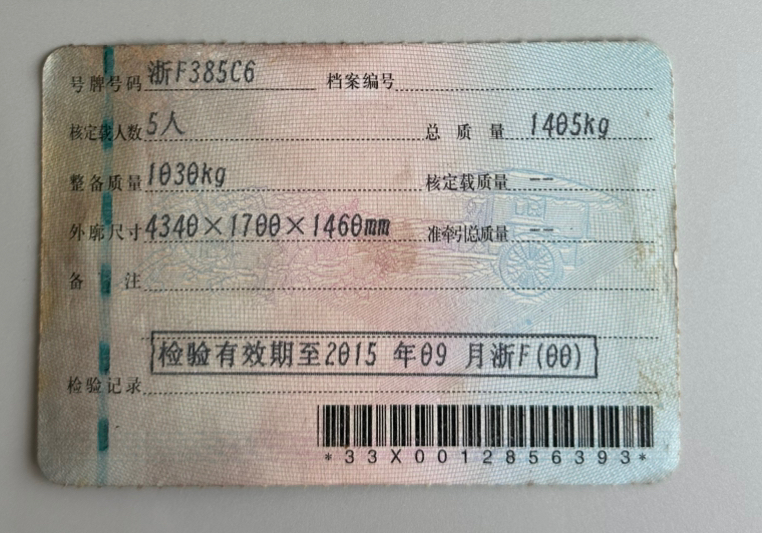 号牌号码 浙F385C6 档案编号
核定载人数 5人 总质量 1405kg
整备质量 1030kg 核定载质量 --
外廓尺寸 4340×1700×1460mm 准牵引总质量 --
备注
检验有效期至2015 年09 月浙F(00)
检验记录
*33X0012856393*